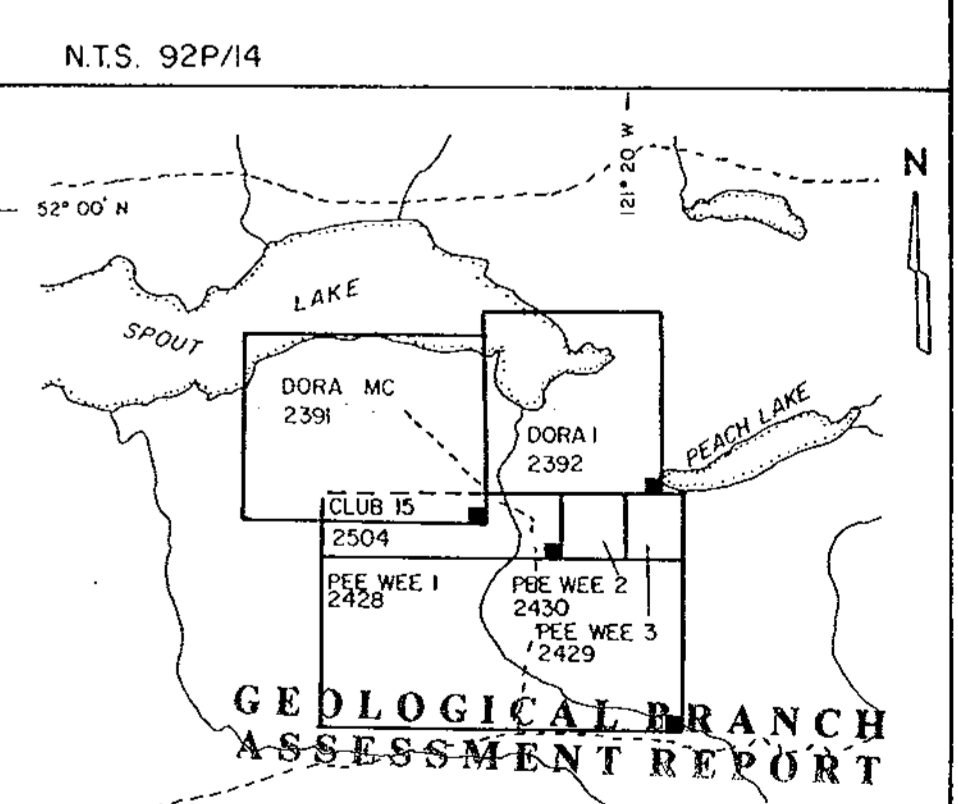 N.T.S. 92P/14
121° 20 W
N
52° 00' N
SPOUT LAKE
DORA MC
2391
DORA I
2392
PEACH LAKE
CLUB 15
2504
PEE WEE I
2428
PEE WEE 2
2430
PEE WEE 3
2429
GEOLOGICAL BRANCH
ASSESSMENT REPORT